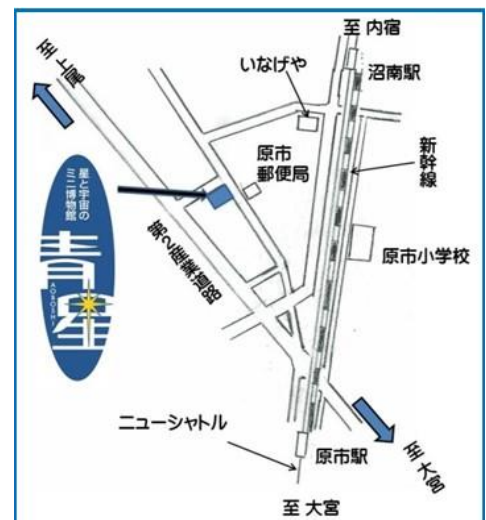 至 内宿
至 上尾
いなげや
沼南駅
原市
郵便局
新幹線
星と宇宙の
ミニ博物館
青星
AOBOSHI
第2産業道路
原市小学校
ニューシャトル
原市駅
至 大宮
至 大宮